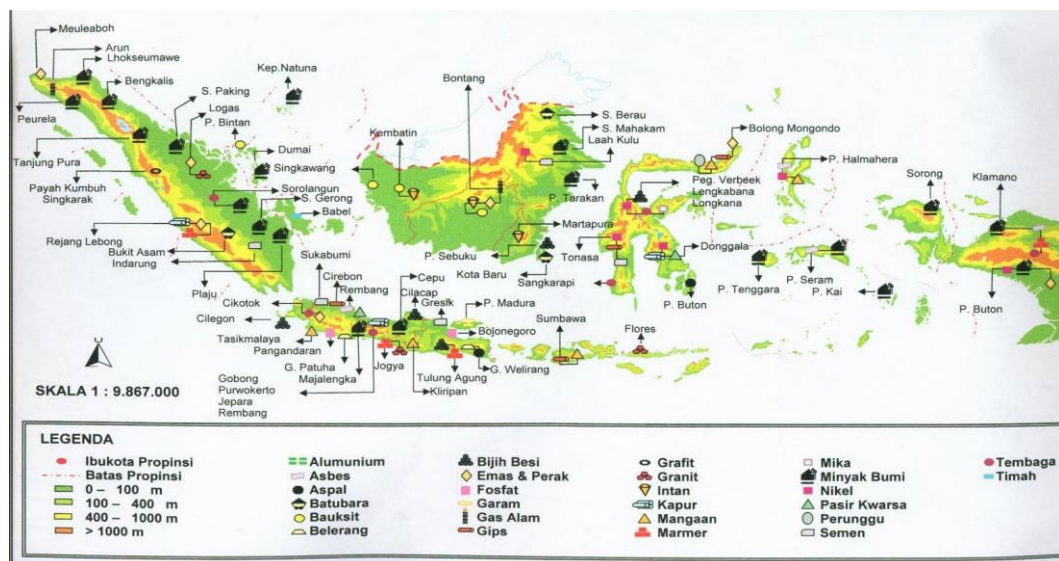 Meuleaboh
Arun
Lhokseumawe
Bengkalis
Kep.Natuna
S. Paking
Logas
P. Bintan
Peurela
Dumai
Singkawang
Tanjung Pura
Payah Kumbuh
Singkarak
Sorolangun
S. Gerong
Babel
Rejang Lebong
Bukit Asam
Indarung
Plaju
Kembatin
Bontang
S. Berau
S. Mahakam
Laah Kulu
P. Tarakan
Martapura
P. Sebuku
Kota Baru
Sangkarapi
Bolong Mongondo
Peg. Verbeek
Lengkabana
Longkana
Tonasa
Donggala
P. Buton
P. Halmahera
Sorong
Klamano
P. Tenggara
P. Seram
P. Kai
P. Buton
Sukabumi
Cirebon
Rembang
Cepu
Cilacap
Gresik
P. Madura
Cikotok
Cilegon
Bojonegoro
Sumbawa
Flores
Tasikmalaya
Pangandaran
G. Patuha
Majalengka
Jogya
Kliripan
Tulung Agung
G. Welirang
Gobong
Purwokerto
Jepara
Rembang
SKALA 1 : 9.867.000
LEGENDA
Ibukota Propinsi
Batas Propinsi
0 – 100 m
100 – 400 m
400 – 1000 m
> 1000 m
Alumunium
Asbes
Aspal
Batubara
Bauksit
Belerang
Bijih Besi
Emas & Perak
Fosfat
Garam
Gas Alam
Gips
Grafit
Granit
Intan
Kapur
Mangaan
Marmer
Mika
Minyak Bumi
Nikel
Pasir Kwarsa
Perunggu
Semen
Tembaga
Timah